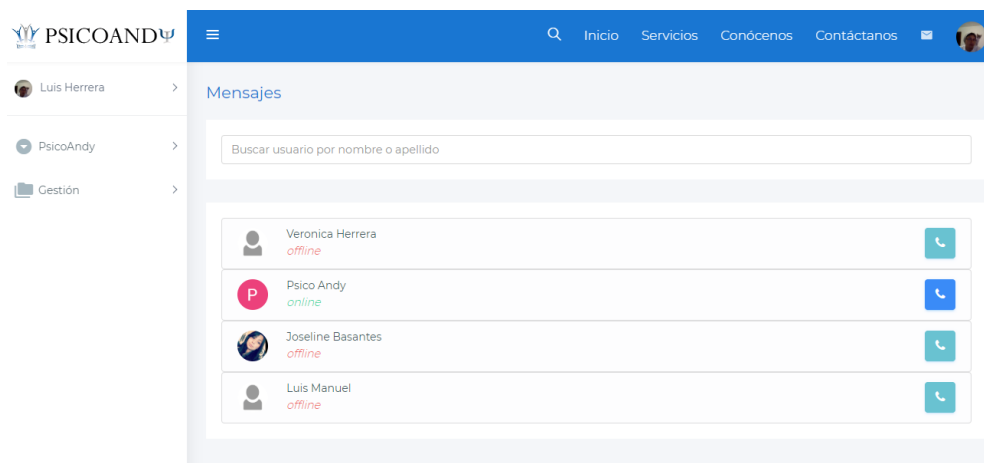 PSICOANDΨ
Inicio Servicios Conócenos Contáctanos
Luis Herrera
PsicoAndy
Gestión
Mensajes
Buscar usuario por nombre o apellido
Veronica Herrera
offline
P
Psico Andy
online
Joseline Basantes
offline
Luis Manuel
offline